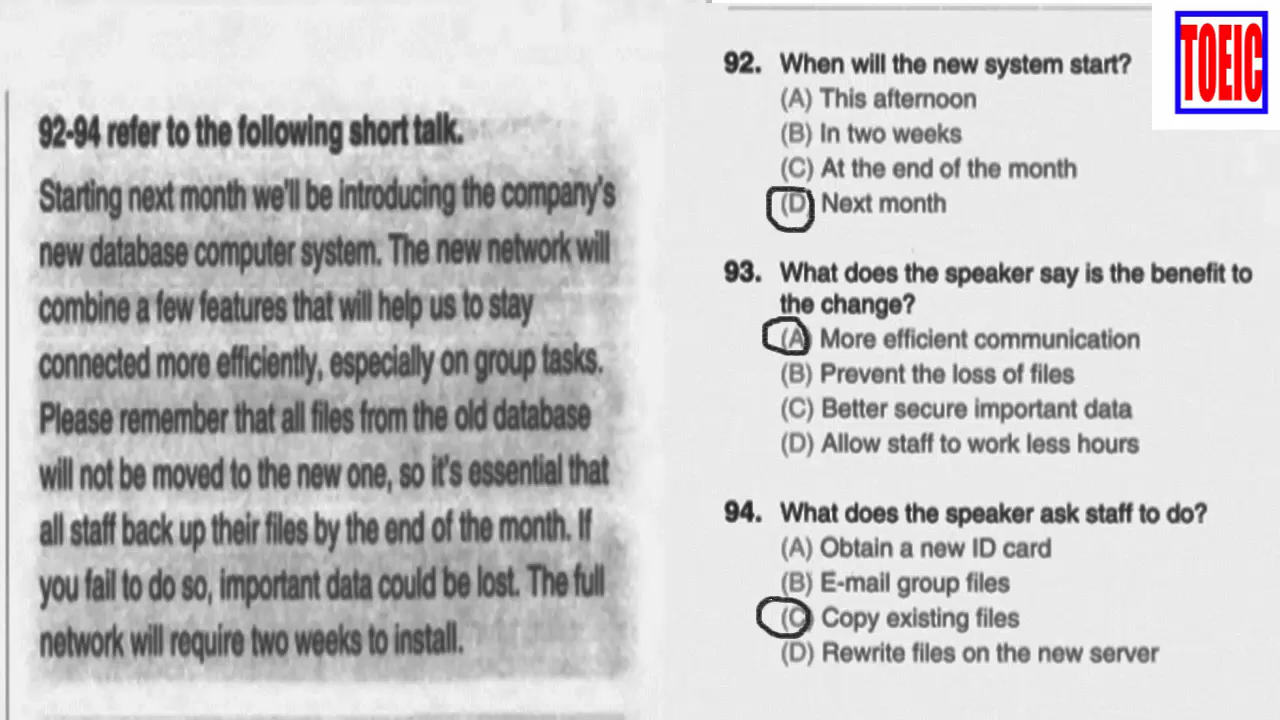 92-94 refer to the following short talk.
Starting next month we'll be introducing the company's
new database computer system. The new network will
combine a few features that will help us to stay
connected more efficiently, especially on group tasks.
Please remember that all files from the old database
will not be moved to the new one, so it's essential that
all staff back up their files by the end of the month. If
you fail to do so, important data could be lost. The full
network will require two weeks to install.
TOEIC
92. When will the new system start?
(A) This afternoon
(B) In two weeks
(C) At the end of the month
(D) Next month
93. What does the speaker say is the benefit to
the change?
(A) More efficient communication
(B) Prevent the loss of files
(C) Better secure important data
(D) Allow staff to work less hours
94. What does the speaker ask staff to do?
(A) Obtain a new ID card
(B) E-mail group files
(C) Copy existing files
(D) Rewrite files on the new server